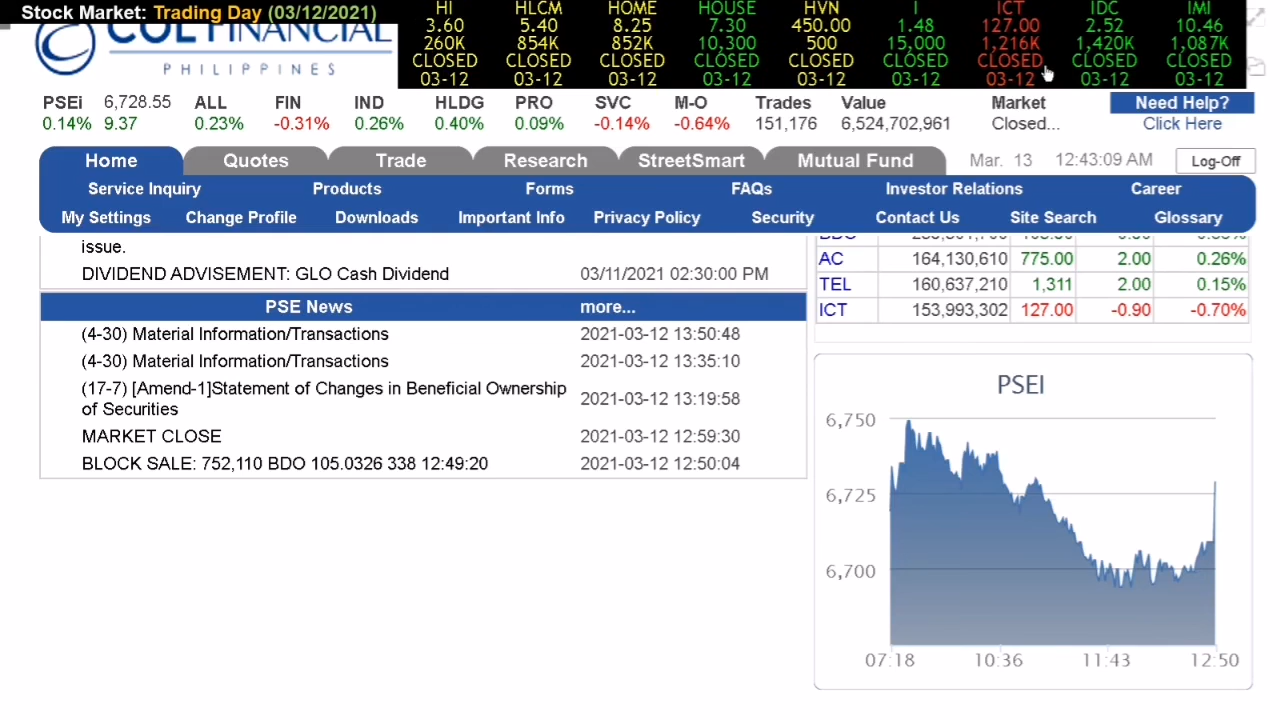 Stock Market: Trading Day (03/12/2021)
HI HLCM HOME HOUSE HVN I ICT IDC IMI
3.60 5.40 8.25 7.30 450.00 1.48 127.00 2.52 10.46
260K 854K 852K 10,300 500 15,000 1,216K 1,420K 1,087K
CLOSED CLOSED CLOSED CLOSED CLOSED CLOSED CLOSED CLOSED CLOSED
03-12 03-12 03-12 03-12 03-12 03-12 03-12 03-12 03-12
COL FINANCIAL
PHILIPPINES
PSEi 6,728.55 ALL FIN IND HLDG PRO SVC M-O Trades Value Market Need Help?
0.14% 9.37 0.23% -0.31% 0.26% 0.40% 0.09% -0.14% -0.64% 151,176 6,524,702,961 Closed... Click Here
Home Quotes Trade Research StreetSmart Mutual Fund Mar. 13 12:43:09 AM Log-Off
Service Inquiry Products Forms FAQs Investor Relations Career
My Settings Change Profile Downloads Important Info Privacy Policy Security Contact Us Site Search Glossary
issue.
DIVIDEND ADVISEMENT: GLO Cash Dividend 03/11/2021 02:30:00 PM
PSE News more...
(4-30) Material Information/Transactions 2021-03-12 13:50:48
(4-30) Material Information/Transactions 2021-03-12 13:35:10
(17-7) [Amend-1]Statement of Changes in Beneficial Ownership
of Securities 2021-03-12 13:19:58
MARKET CLOSE 2021-03-12 12:59:30
BLOCK SALE: 752,110 BDO 105.0326 338 12:49:20 2021-03-12 12:50:04
AC 164,130,610 775.00 2.00 0.26%
TEL 160,637,210 1,311 2.00 0.15%
ICT 153,993,302 127.00 -0.90 -0.70%
PSEI
6,750
6,725
6,700
07:18 10:36 11:43 12:50